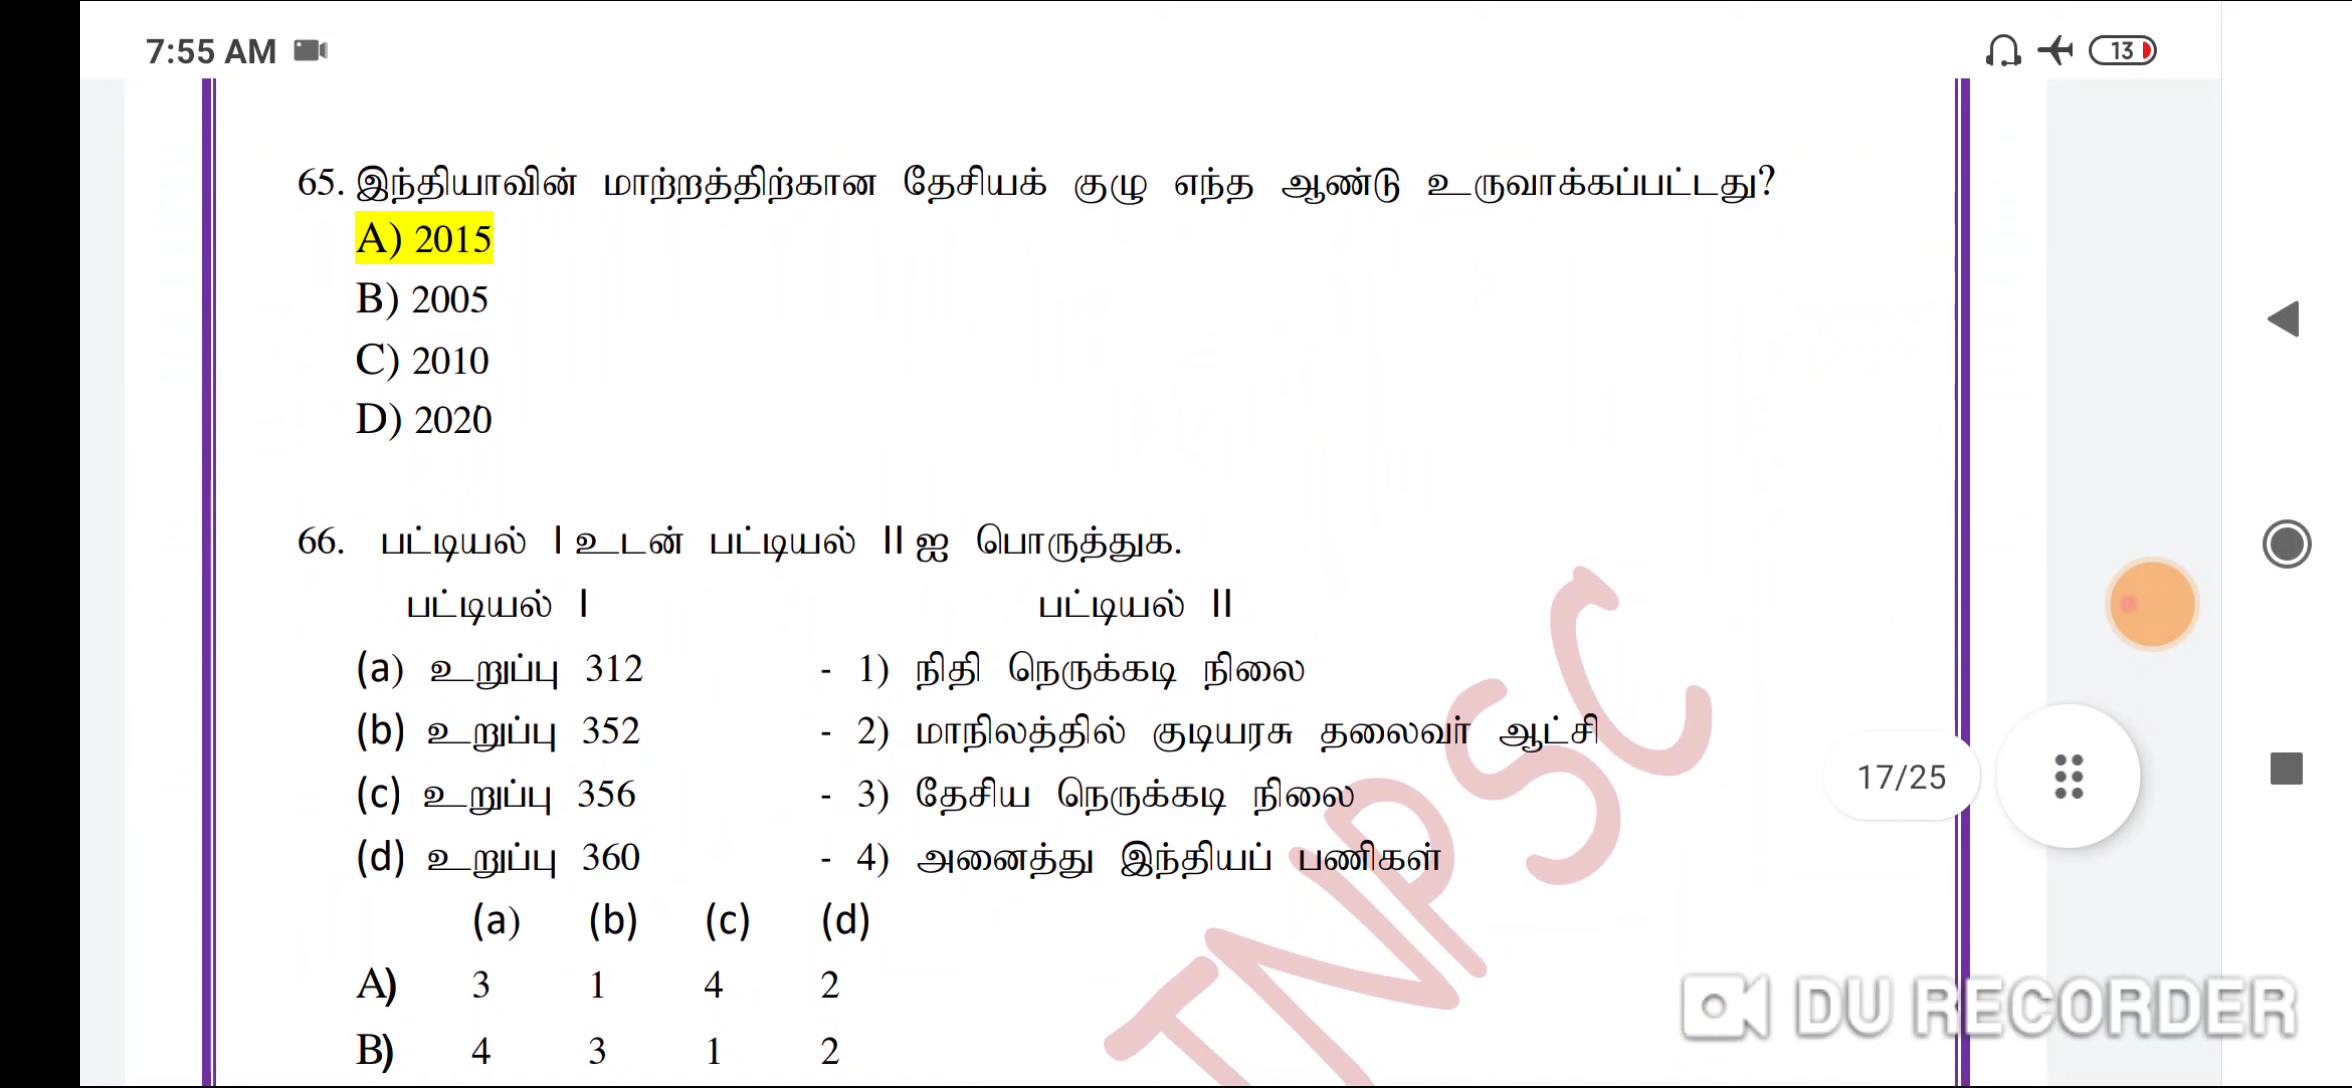 7:55 AM
13
65. இந்தியாவின் மாற்றத்திற்கான தேசியக் குழு எந்த ஆண்டு உருவாக்கப்பட்டது?
A) 2015
B) 2005
C) 2010
D) 2020
66. பட்டியல் I உடன் பட்டியல் II ஐ பொருத்துக.
பட்டியல் I பட்டியல் II
(a) உறுப்பு 312 - 1) நிதி நெருக்கடி நிலை
(b) உறுப்பு 352 - 2) மாநிலத்தில் குடியரசு தலைவர் ஆட்சி
(c) உறுப்பு 356 - 3) தேசிய நெருக்கடி நிலை
(d) உறுப்பு 360 - 4) அனைத்து இந்தியப் பணிகள்
(a) (b) (c) (d)
A) 3 1 4 2
B) 4 3 1 2
17/25
TNPSC
DU RECORDER